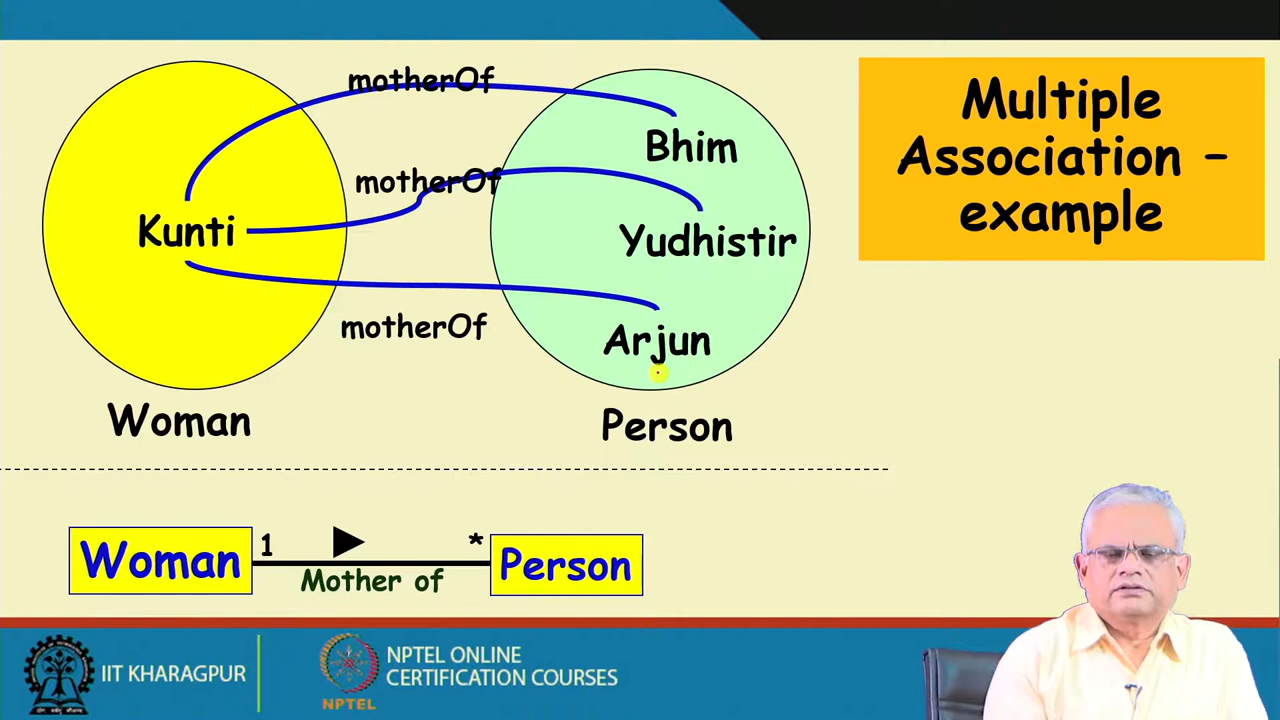 motherOf
Multiple
Association –
example
Bhim
motherOf
Kunti
Yudhistir
motherOf
Arjun
Woman
Person
Woman
1
*
Mother of
Person
IIT KHARAGPUR
NPTEL
NPTEL ONLINE
CERTIFICATION COURSES